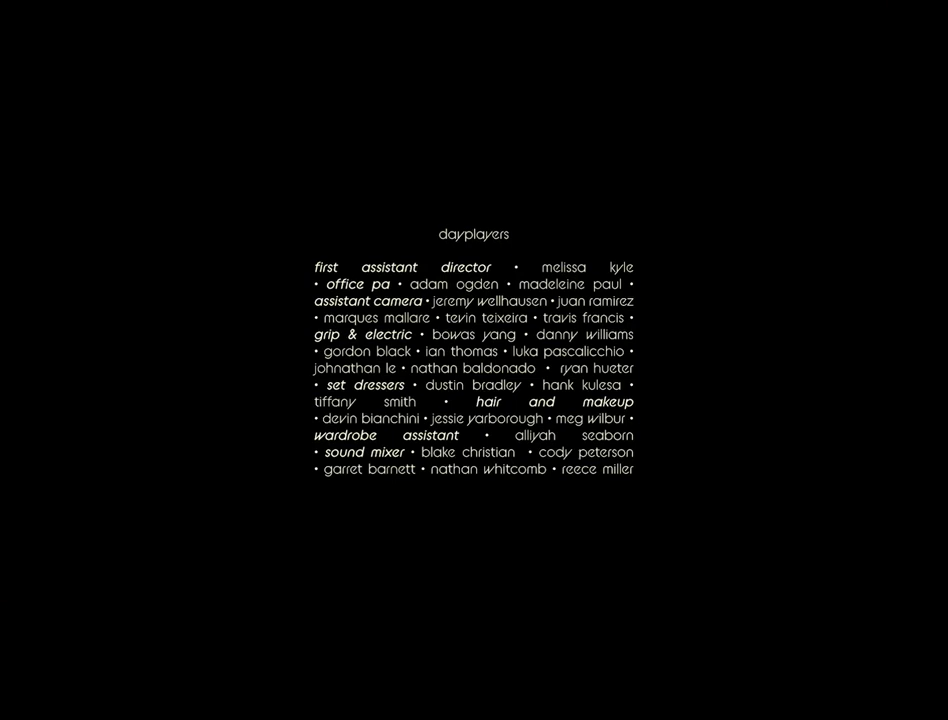 dayplayers
first assistant director • melissa kyle
• office pa • adam ogden • madeleine paul •
assistant camera • jeremy wellhausen • juan ramirez
• marques mallare • tevin teixeira • travis francis •
grip & electric • bowas yang • danny williams
• gordon black • ian thomas • luka pascalicchio •
johnathan le • nathan baldonado • ryan hueter
• set dressers • dustin bradley • hank kulesa •
tiffany smith • hair and makeup
• devin bianchini • jessie yarborough • meg wilbur •
wardrobe assistant • alliyah seaborn
• sound mixer • blake christian • cody peterson
• garret barnett • nathan whitcomb • reece miller